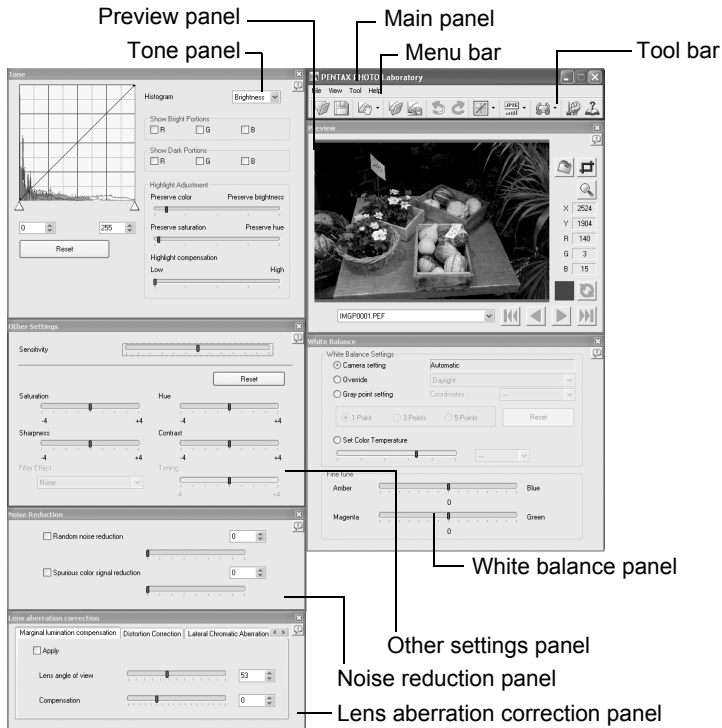 Preview panel
Main panel
Tone panel
Menu bar
Tool bar
Tone
Histogram
Brightness
Show Bright Portions
R G B
Show Dark Portions
R G B
Highlight Adjustment
Preserve color Preserve brightness
Preserve saturation Preserve hue
Highlight compensation
Low High
0 255
Reset
PENTAX PHOTO Laboratory
File View Tool Help
JPEG
Preview
X 2524
Y 1904
R 140
G 3
B 15
IMGP0001.PEF
Other Settings
Sensitivity
Reset
Saturation Hue
-4 +4 -4 +4
Sharpness Contrast
-4 +4 -4 +4
Filter Effect Toning
None
-4 +4
White Balance
White Balance Settings
Camera setting Automatic
Override Daylight
Gray point setting Coordinates ---
1 Point 3 Points 5 Points Reset
Set Color Temperature
---
Fine tune
Amber Blue
0
Magenta Green
0
Noise Reduction
Random noise reduction 0
Spurious color signal reduction 0
Lens aberration correction
Marginal lumination compensation Distortion Correction Lateral Chromatic Aberration
Apply
Lens angle of view 53
Compensation 0
White balance panel
Other settings panel
Noise reduction panel
Lens aberration correction panel